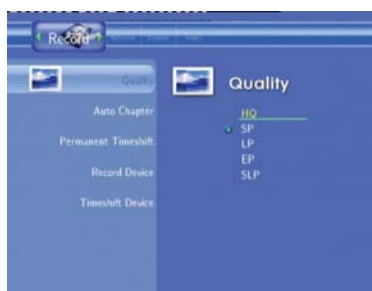 Record
Quality
Auto Chapter
Permanent Timeshift
Record Device
Timeshift Device
Quality
HQ
SP
LP
EP
SLP